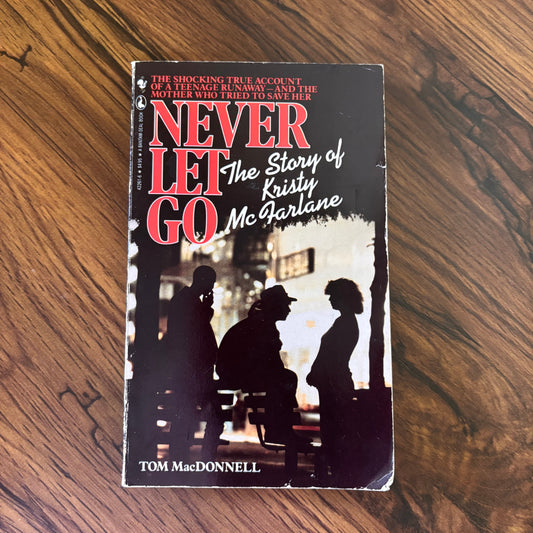 THE SHOCKING TRUE ACCOUNT
OF A TEENAGE RUNAWAY—AND THE
MOTHER WHO TRIED TO SAVE HER
NEVER
LET
GO
The Story of
Kristy
McFarlane
TOM MacDONNELL